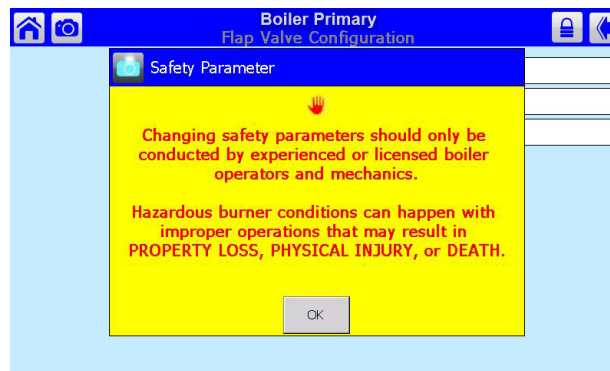 Boiler Primary
Flap Valve Configuration
Safety Parameter
Changing safety parameters should only be
conducted by experienced or licensed boiler
operators and mechanics.
Hazardous burner conditions can happen with
improper operations that may result in
PROPERTY LOSS, PHYSICAL INJURY, or DEATH.
OK